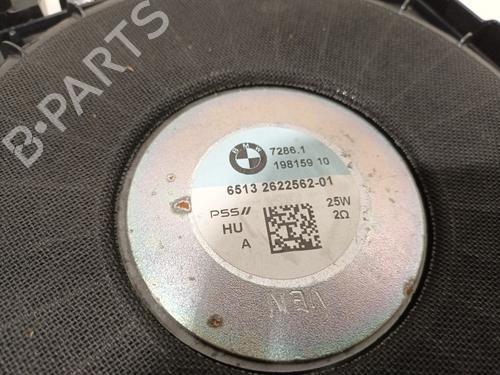 B-PARTS
BMW
7286.1
198159 10
6513 2622562-01
PSS//
25W
2Ω
HU
A